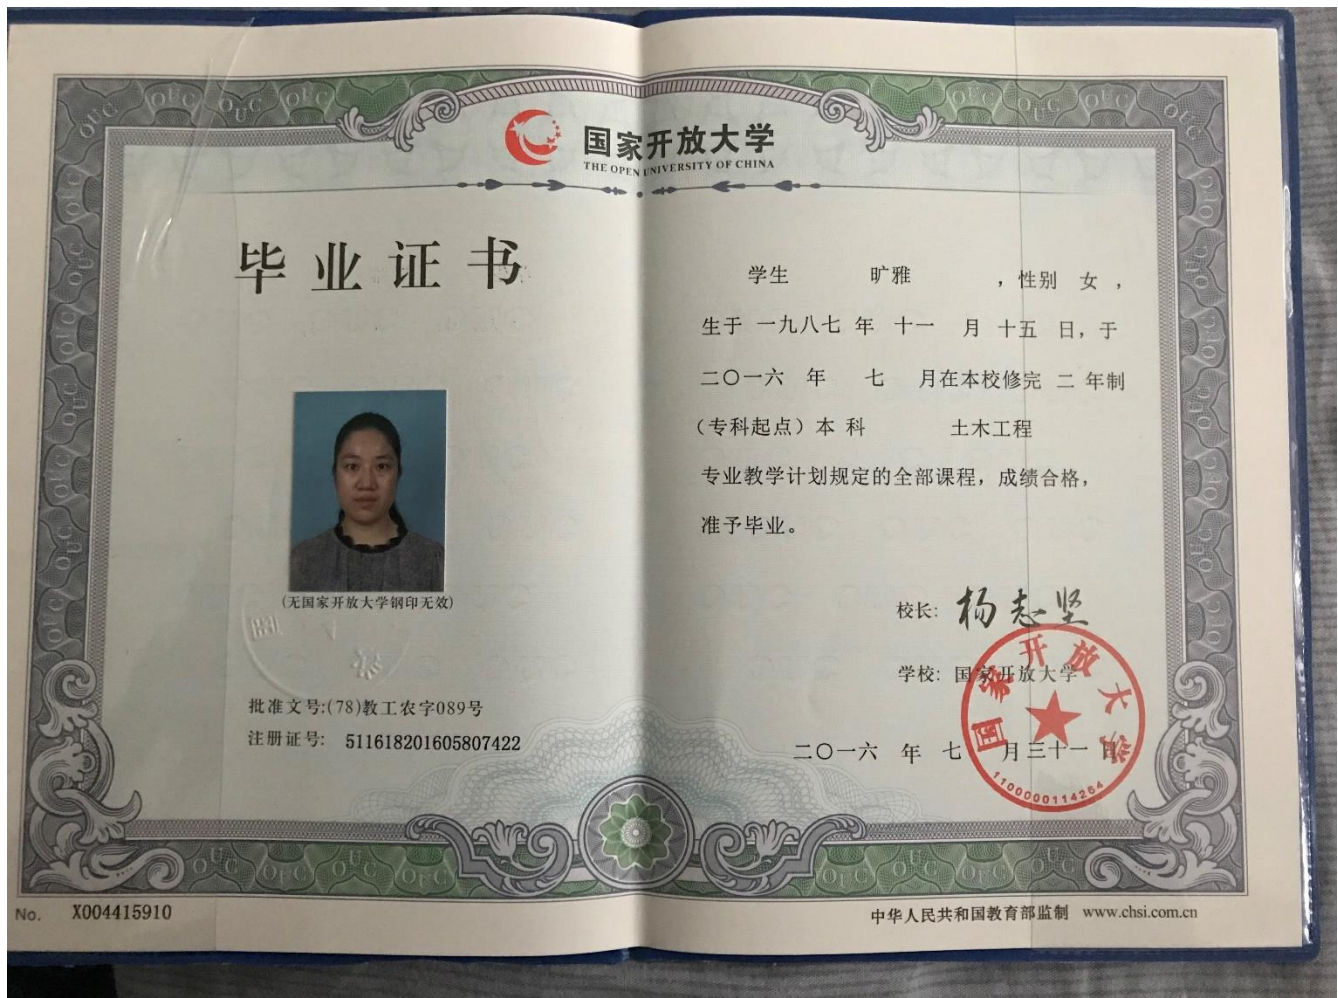 国家开放大学
THE OPEN UNIVERSITY OF CHINA
毕业证书
(无国家开放大学钢印无效)
批准文号:(78)教工农字089号
注册证号: 511618201605807422
No. X004415910
学生 旷雅 ，性别 女 ，
生于 一九八七 年 十一 月 十五 日，于
二〇一六 年 七 月在本校修完 二 年制
（专科起点）本 科 土木工程
专业教学计划规定的全部课程，成绩合格，
准予毕业。
校长: 杨志坚
学校: 国家开放大学
二〇一六 年 七 月三十一 日
国家开放大学
1100000114264
中华人民共和国教育部监制 www.chsi.com.cn